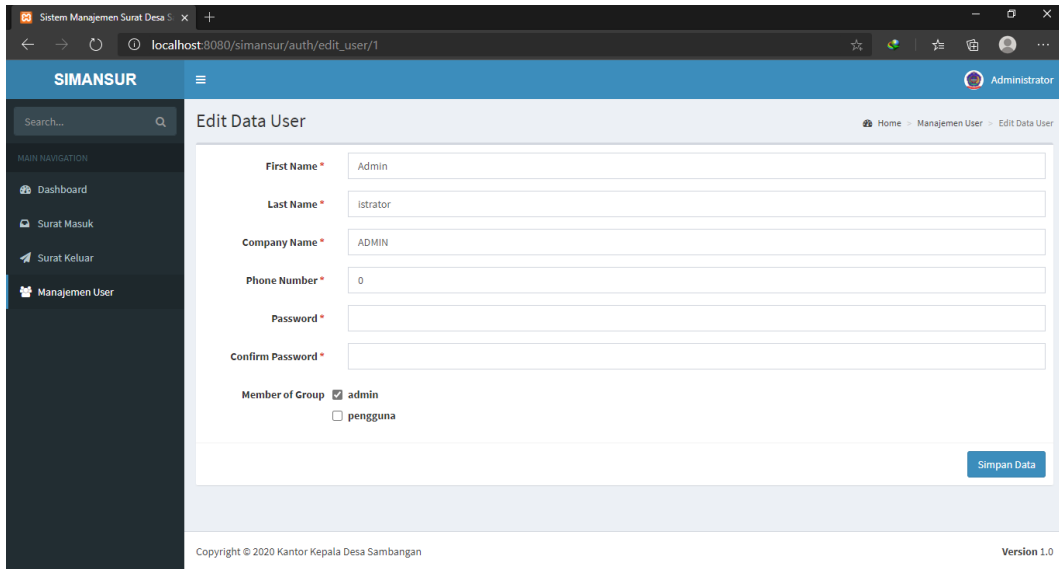 Sistem Manajemen Surat Desa S
localhost:8080/simansur/auth/edit_user/1
SIMANSUR
Administrator
Search...
Edit Data User
Home > Manajemen User > Edit Data User
MAIN NAVIGATION
Dashboard
Surat Masuk
Surat Keluar
Manajemen User
First Name * Admin
Last Name * istrator
Company Name * ADMIN
Phone Number * 0
Password *
Confirm Password *
Member of Group admin
pengguna
Simpan Data
Copyright © 2020 Kantor Kepala Desa Sambangan
Version 1.0